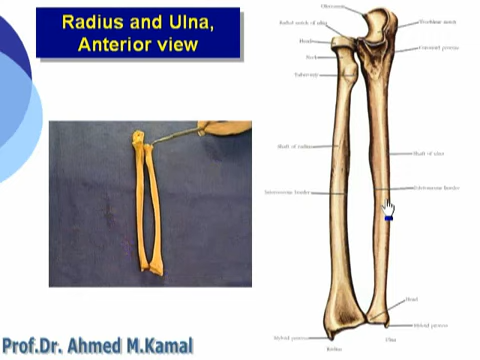 Radius and Ulna,
Anterior view
Olecranon
Radial notch of ulna
Trochlear notch
Head
Coronoid process
Neck
Tuberosity
Shaft of radius
Shaft of ulna
Interosseous border
Interosseous border
Head
Styloid process
Styloid process
Radius
Ulna
Prof.Dr. Ahmed M.Kamal